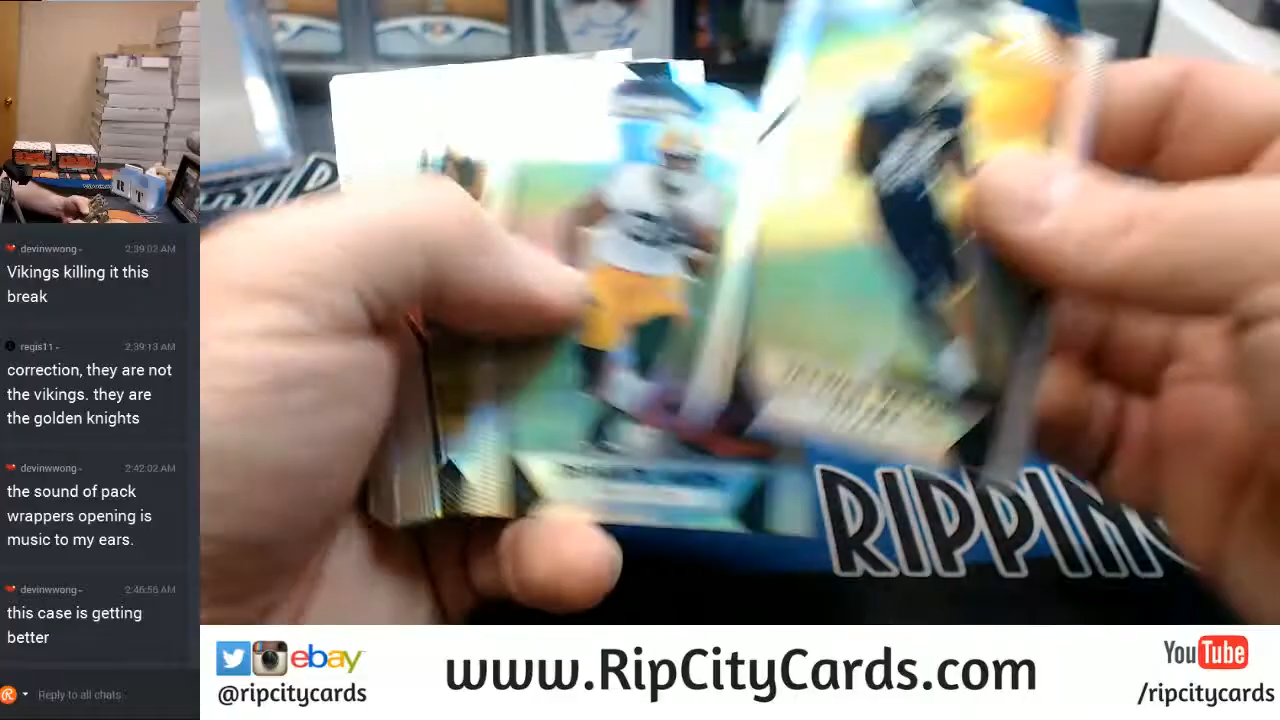 devinwwong-
2:39:02 AM
Vikings killing it this
break
regis11-
2:39:13 AM
correction, they are not
the vikings. they are
the golden knights
devinwwong-
2:42:02 AM
the sound of pack
wrappers opening is
music to my ears.
devinwwong-
2:46:56 AM
this case is getting
better
Reply to all chats
RIPPING
ebay
@ripcitycards
www.RipCityCards.com
YouTube
/ripcitycards